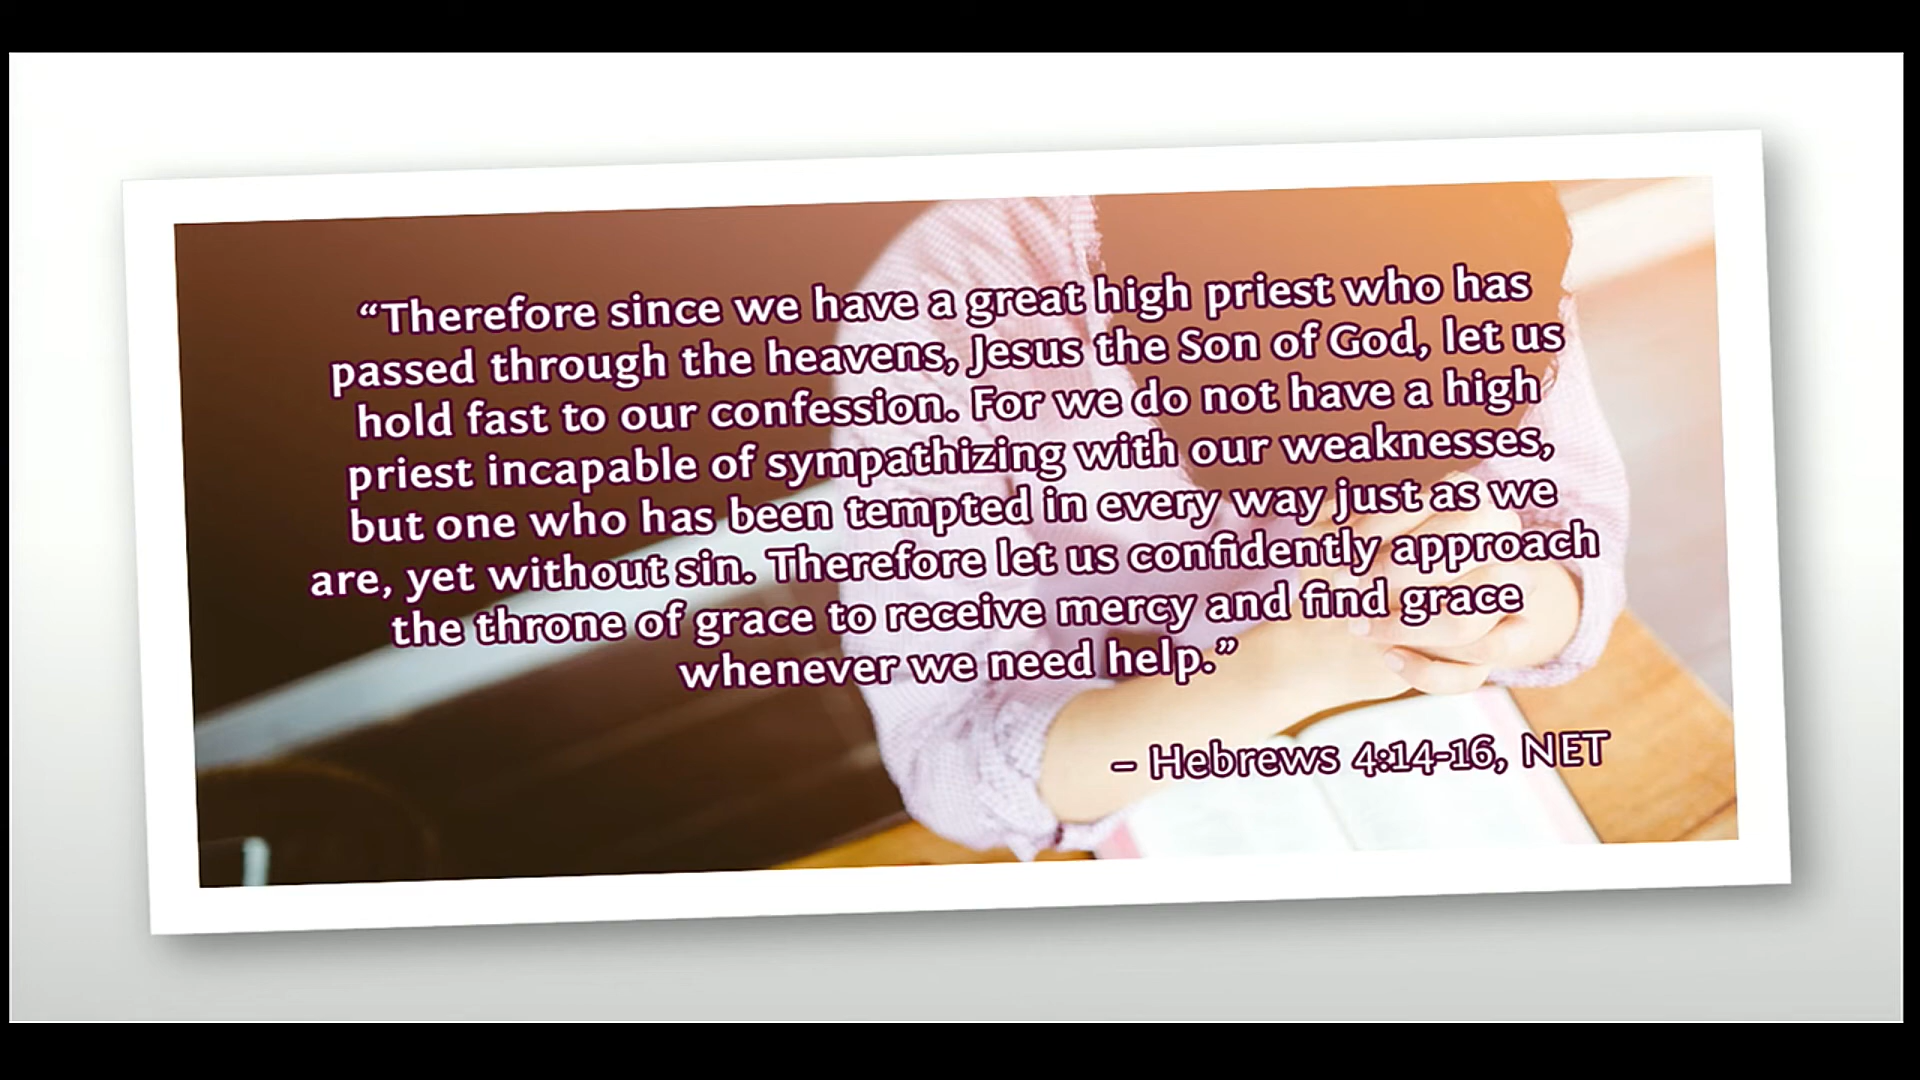 “Therefore since we have a great high priest who has
passed through the heavens, Jesus the Son of God, let us
hold fast to our confession. For we do not have a high
priest incapable of sympathizing with our weaknesses,
but one who has been tempted in every way just as we
are, yet without sin. Therefore let us confidently approach
the throne of grace to receive mercy and find grace
whenever we need help.”
– Hebrews 4:14-16, NET